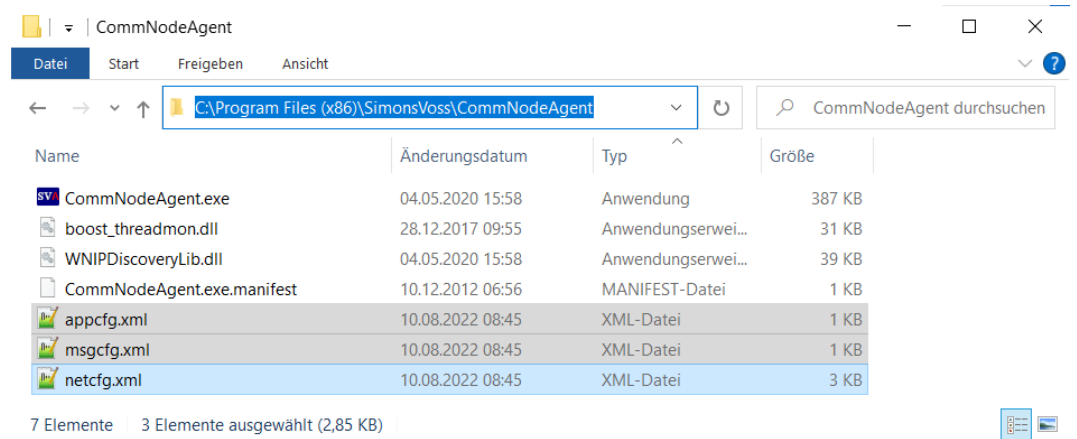 CommNodeAgent
Datei Start Freigeben Ansicht
C:\Program Files (x86)\SimonsVoss\CommNodeAgent CommNodeAgent durchsuchen
Name Änderungsdatum Typ Größe
SVA CommNodeAgent.exe 04.05.2020 15:58 Anwendung 387 KB
boost_threadmon.dll 28.12.2017 09:55 Anwendungserwei... 31 KB
WNIPDiscoveryLib.dll 04.05.2020 15:58 Anwendungserwei... 39 KB
CommNodeAgent.exe.manifest 10.12.2012 06:56 MANIFEST-Datei 1 KB
appcfg.xml 10.08.2022 08:45 XML-Datei 1 KB
msgcfg.xml 10.08.2022 08:45 XML-Datei 1 KB
netcfg.xml 10.08.2022 08:45 XML-Datei 3 KB
7 Elemente 3 Elemente ausgewählt (2,85 KB)